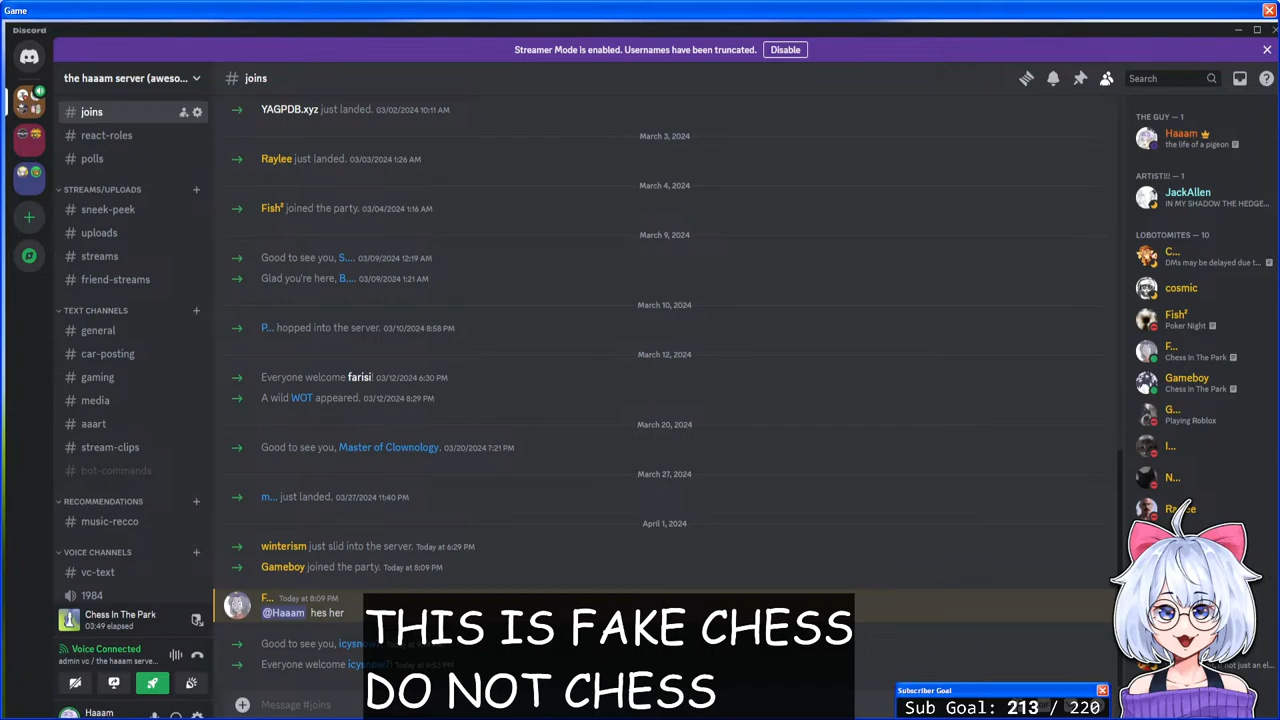 Game
Discord
Streamer Mode is enabled. Usernames have been truncated. Disable
the haaam server (aweso...
# joins
Search
joins
react-roles
polls
STREAMS/UPLOADS
sneek-peek
uploads
streams
friend-streams
TEXT CHANNELS
general
car-posting
gaming
media
aaart
stream-clips
bot-commands
RECOMMENDATIONS
music-recco
VOICE CHANNELS
vc-text
1984
Chess In The Park
03:49 elapsed
Voice Connected
admin vc / the haaam serve...
Haaam
YAGPDB.xyz just landed. 03/02/2024 10:11 AM
March 3, 2024
Raylee just landed. 03/03/2024 1:26 AM
March 4, 2024
Fish² joined the party. 03/04/2024 1:16 AM
March 9, 2024
Good to see you, S.... 03/09/2024 12:19 AM
Glad you're here, B.... 03/09/2024 1:21 AM
March 10, 2024
P... hopped into the server. 03/10/2024 8:58 PM
March 12, 2024
Everyone welcome farisi! 03/12/2024 6:30 PM
A wild WOT appeared. 03/12/2024 8:29 PM
March 20, 2024
Good to see you, Master of Clownology. 03/20/2024 7:21 PM
March 27, 2024
m... just landed. 03/27/2024 11:40 PM
April 1, 2024
winterism just slid into the server. Today at 6:29 PM
Gameboy joined the party. Today at 8:09 PM
F... Today at 8:09 PM
@Haaam hes her
Good to see you,
Everyone welcome
Message #joins
THIS IS FAKE CHESS
DO NOT CHESS
THE GUY — 1
Haaam
the life of a pigeon
ARTIST!!! — 1
JackAllen
IN MY SHADOW THE HEDGE...
LOBOTOMITES — 10
C...
DMs may be delayed due t...
cosmic
Fish²
Poker Night
F...
Chess In The Park
Gameboy
Chess In The Park
G...
Playing Roblox
I...
N...
Subscriber Goal
Sub Goal: 213 / 220